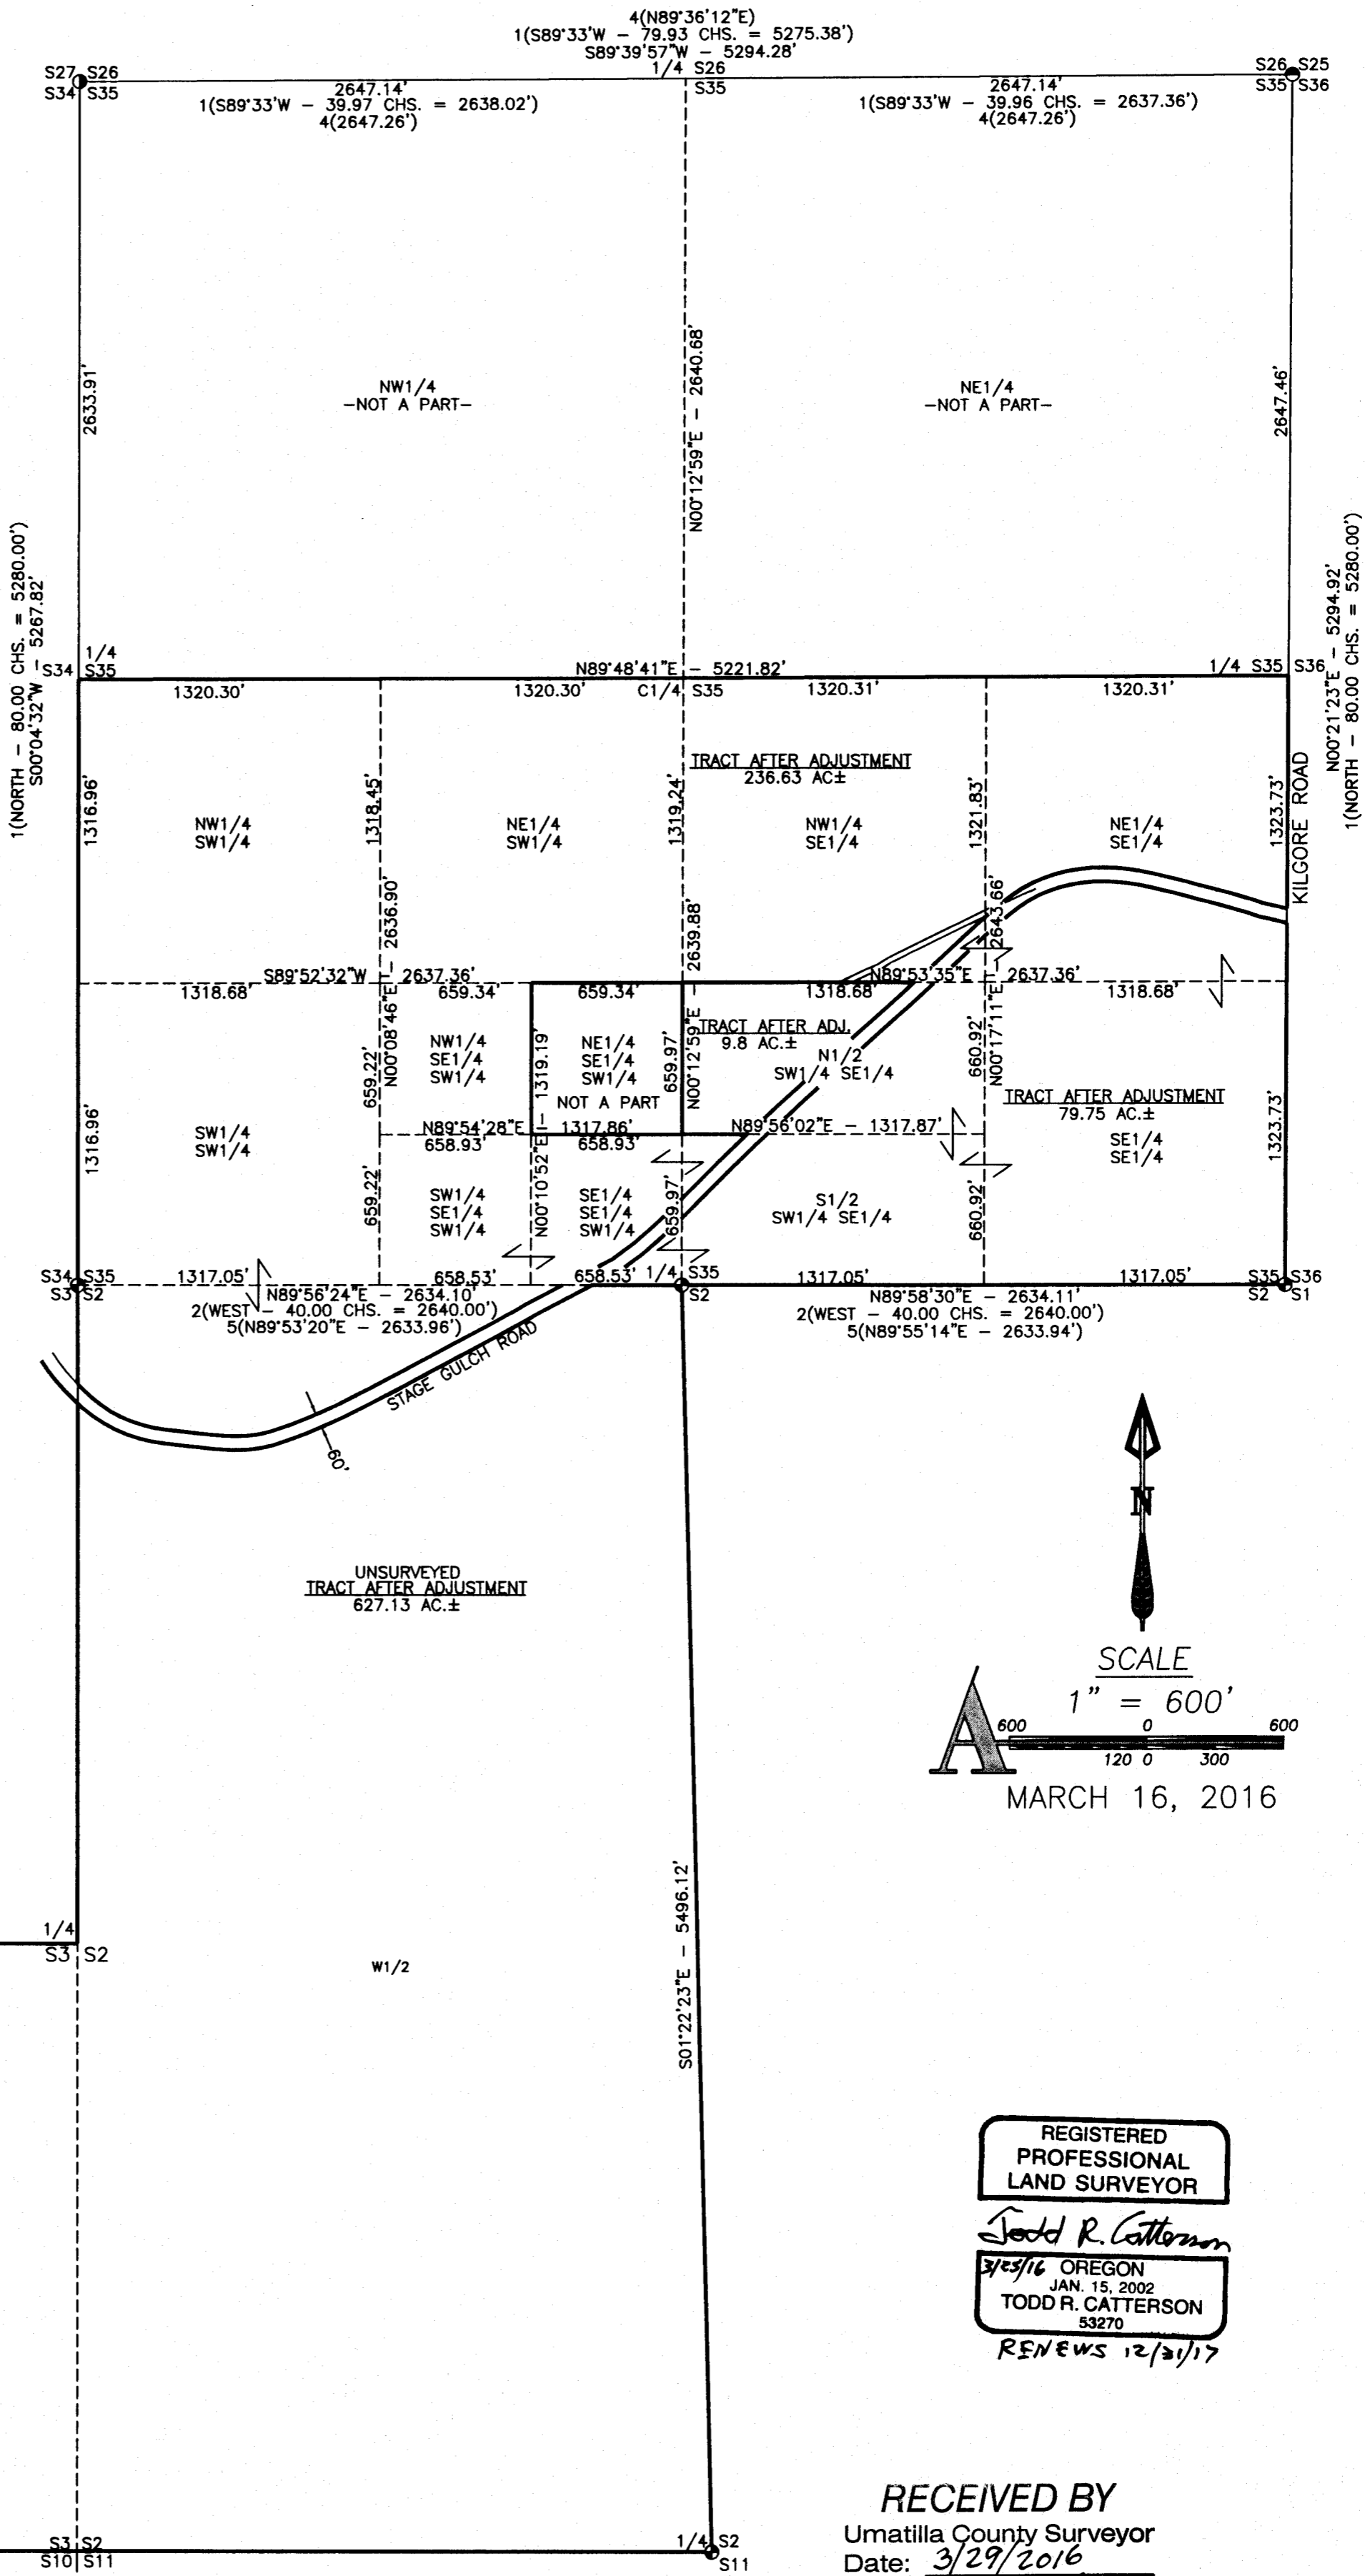 4(N89°36'12"E)
1(S89°33'W - 79.93 CHS. = 5275.38')
S89°39'57"W - 5294.28'
S27 S26
S34 S35
1/4 S26
S35
S26 S25
S35 S36
2647.14'
1(S89°33'W - 39.97 CHS. = 2638.02')
4(2647.26')
2647.14'
1(S89°33'W - 39.96 CHS. = 2637.36')
4(2647.26')
2633.91'
NW1/4
-NOT A PART-
N00°12'59"E - 2640.68'
NE1/4
-NOT A PART-
2647.46'
1(NORTH - 80.00 CHS. = 5280.00')
S00°04'32"W - 5267.82'
N00°21'23"E - 5294.92'
1(NORTH - 80.00 CHS. = 5280.00')
1/4
S34 S35
N89°48'41"E - 5221.82'
1/4 S35 S36
1320.30'
1320.30'
C1/4 S35
1320.31'
1320.31'
TRACT AFTER ADJUSTMENT
236.63 AC±
1316.96'
NW1/4
SW1/4
1318.45'
NE1/4
SW1/4
1319.24'
NW1/4
SE1/4
1321.83'
NE1/4
SE1/4
1323.73'
KILGORE ROAD
N00°08'46"E - 2636.90'
2639.88'
N00°12'59"E -
N00°17'11"E - 2643.66'
S89°52'32"W - 2637.36'
N89°53'35"E - 2637.36'
1318.68'
659.34'
659.34'
1318.68'
1318.68'
TRACT AFTER ADJ.
9.8 AC.±
NW1/4
SE1/4
SW1/4
NE1/4
SE1/4
SW1/4
NOT A PART
N1/2
SW1/4 SE1/4
659.22'
N00°10'52"E - 1319.19'
659.97'
660.92'
TRACT AFTER ADJUSTMENT
79.75 AC.±
SE1/4
SE1/4
1316.96'
SW1/4
SW1/4
N89°54'28"E - 1317.86'
658.93'
658.93'
N89°56'02"E - 1317.87'
1323.73'
659.22'
SW1/4
SE1/4
SW1/4
SE1/4
SE1/4
SW1/4
659.97'
S1/2
SW1/4 SE1/4
660.92'
S34 S35
S3 S2
1317.05'
658.53'
658.53'
1/4 S35
S2
1317.05'
1317.05'
S35 S36
S2 S1
N89°56'24"E - 2634.10'
2(WEST - 40.00 CHS. = 2640.00')
5(N89°53'20"E - 2633.96')
N89°58'30"E - 2634.11'
2(WEST - 40.00 CHS. = 2640.00')
5(N89°55'14"E - 2633.94')
STAGE GULCH ROAD
60'
N
UNSURVEYED
TRACT AFTER ADJUSTMENT
627.13 AC.±
SCALE
1" = 600'
A
600 0 600
120 0 300
MARCH 16, 2016
S01°22'23"E - 5496.12'
1/4
S3 S2
W1/2
REGISTERED
PROFESSIONAL
LAND SURVEYOR
Todd R. Catterson
3/25/16 OREGON
JAN. 15, 2002
TODD R. CATTERSON
53270
RENEWS 12/31/17
RECEIVED BY
Umatilla County Surveyor
Date: 3/29/2016
S3 S2
S10 S11
1/4 S2
S11